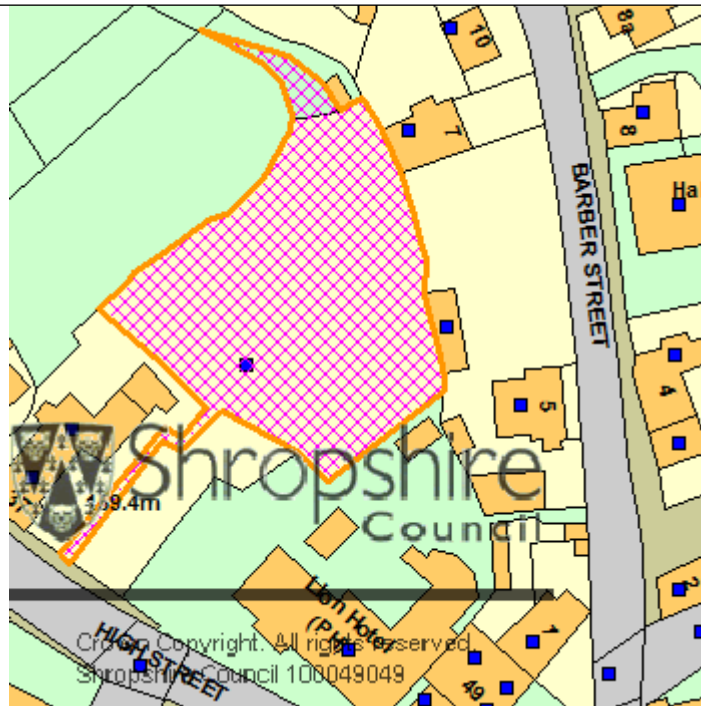 10
8a
7
8
Ha
BARBER STREET
4
5
Shropshire
Council
2
Lion Hotel
(P
1
49
HIGH STREET
Crown Copyright. All rights reserved.
Shropshire Council 100049049